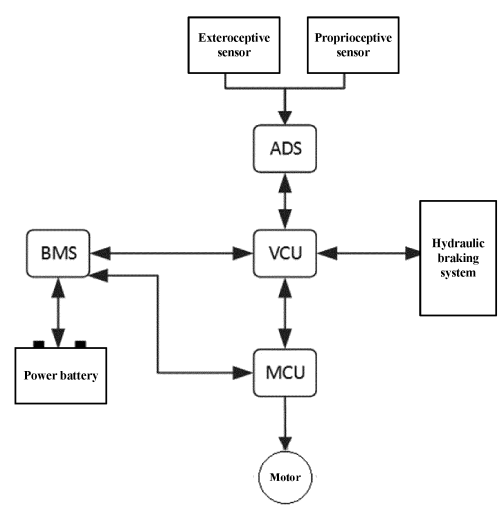 Exteroceptive
sensor
Proprioceptive
sensor
ADS
BMS
VCU
Hydraulic
braking
system
Power battery
MCU
Motor